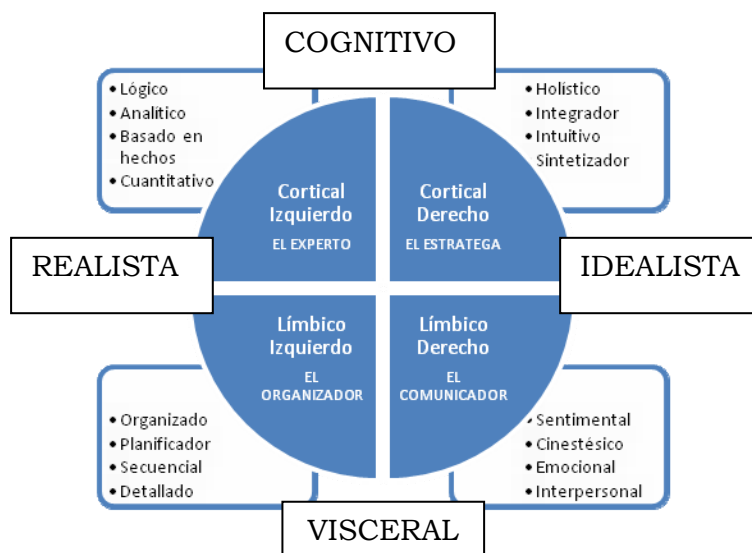 COGNITIVO
• Lógico
• Analítico
• Basado en
hechos
• Cuantitativo
• Holístico
• Integrador
• Intuitivo
Sintetizador
Cortical
Izquierdo
EL EXPERTO
Cortical
Derecho
EL ESTRATEGA
REALISTA
IDEALISTA
Límbico
Izquierdo
EL
ORGANIZADOR
Límbico
Derecho
EL
COMUNICADOR
• Organizado
• Planificador
• Secuencial
• Detallado
• Sentimental
• Cinestésico
• Emocional
• Interpersonal
VISCERAL